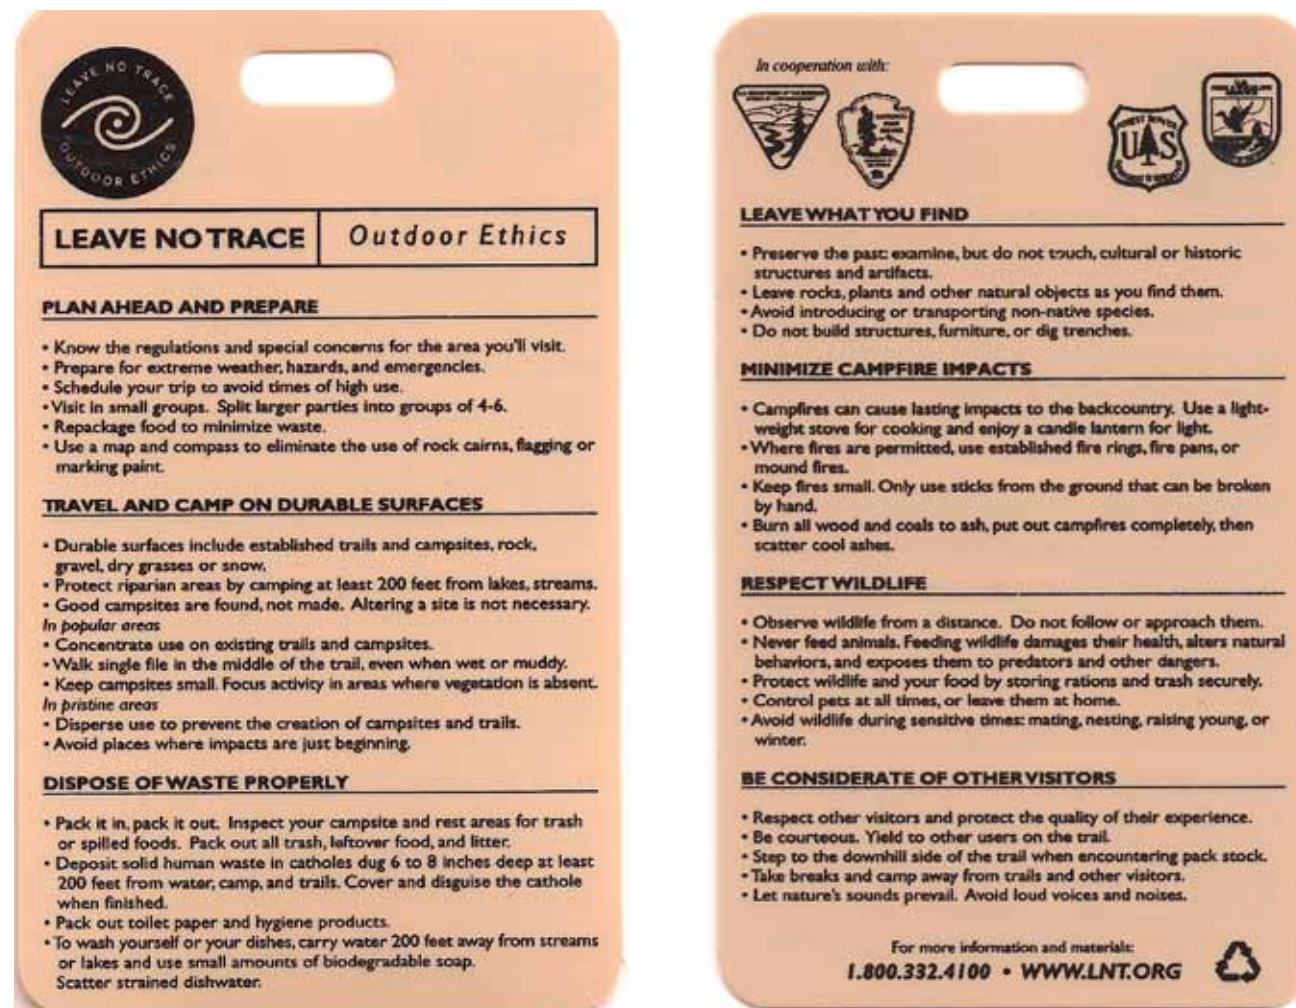 LEAVE NO TRACE
OUTDOOR ETHICS
LEAVE NO TRACE
Outdoor Ethics
PLAN AHEAD AND PREPARE
• Know the regulations and special concerns for the area you'll visit.
• Prepare for extreme weather, hazards, and emergencies.
• Schedule your trip to avoid times of high use.
• Visit in small groups. Split larger parties into groups of 4-6.
• Repackage food to minimize waste.
• Use a map and compass to eliminate the use of rock cairns, flagging or
marking paint.
TRAVEL AND CAMP ON DURABLE SURFACES
• Durable surfaces include established trails and campsites, rock,
gravel, dry grasses or snow.
• Protect riparian areas by camping at least 200 feet from lakes, streams.
• Good campsites are found, not made. Altering a site is not necessary.
In popular areas
• Concentrate use on existing trails and campsites.
• Walk single file in the middle of the trail, even when wet or muddy.
• Keep campsites small. Focus activity in areas where vegetation is absent.
In pristine areas
• Disperse use to prevent the creation of campsites and trails.
• Avoid places where impacts are just beginning.
DISPOSE OF WASTE PROPERLY
• Pack it in, pack it out. Inspect your campsite and rest areas for trash
or spilled foods. Pack out all trash, leftover food, and litter.
• Deposit solid human waste in catholes dug 6 to 8 inches deep at least
200 feet from water, camp, and trails. Cover and disguise the cathole
when finished.
• Pack out toilet paper and hygiene products.
• To wash yourself or your dishes, carry water 200 feet away from streams
or lakes and use small amounts of biodegradable soap.
Scatter strained dishwater.
In cooperation with:
FOREST SERVICE
U S
LEAVE WHAT YOU FIND
• Preserve the past: examine, but do not touch, cultural or historic
structures and artifacts.
• Leave rocks, plants and other natural objects as you find them.
• Avoid introducing or transporting non-native species.
• Do not build structures, furniture, or dig trenches.
MINIMIZE CAMPFIRE IMPACTS
• Campfires can cause lasting impacts to the backcountry. Use a light-
weight stove for cooking and enjoy a candle lantern for light.
• Where fires are permitted, use established fire rings, fire pans, or
mound fires.
• Keep fires small. Only use sticks from the ground that can be broken
by hand.
• Burn all wood and coals to ash, put out campfires completely, then
scatter cool ashes.
RESPECT WILDLIFE
• Observe wildlife from a distance. Do not follow or approach them.
• Never feed animals. Feeding wildlife damages their health, alters natural
behaviors, and exposes them to predators and other dangers.
• Protect wildlife and your food by storing rations and trash securely.
• Control pets at all times, or leave them at home.
• Avoid wildlife during sensitive times: mating, nesting, raising young, or
winter.
BE CONSIDERATE OF OTHER VISITORS
• Respect other visitors and protect the quality of their experience.
• Be courteous. Yield to other users on the trail.
• Step to the downhill side of the trail when encountering pack stock.
• Take breaks and camp away from trails and other visitors.
• Let nature's sounds prevail. Avoid loud voices and noises.
For more information and materials:
1.800.332.4100 • WWW.LNT.ORG